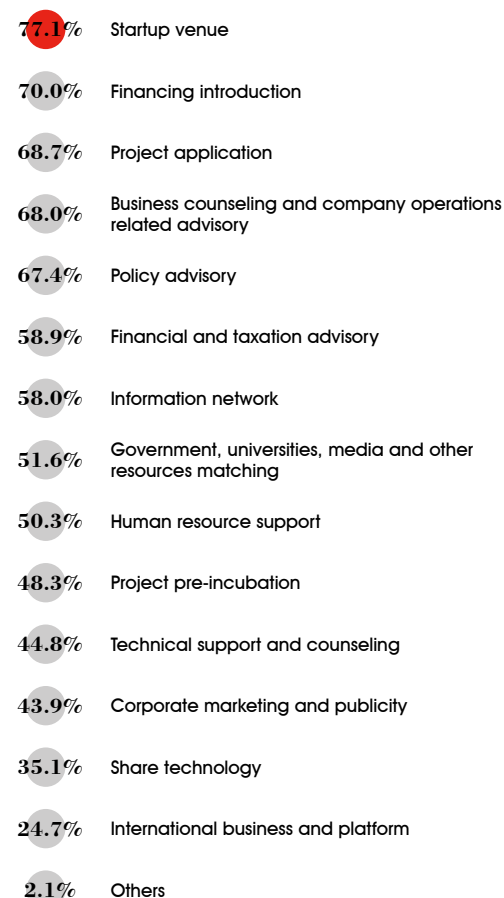 77.1% Startup venue
70.0% Financing introduction
68.7% Project application
68.0% Business counseling and company operations
related advisory
67.4% Policy advisory
58.9% Financial and taxation advisory
58.0% Information network
51.6% Government, universities, media and other
resources matching
50.3% Human resource support
48.3% Project pre-incubation
44.8% Technical support and counseling
43.9% Corporate marketing and publicity
35.1% Share technology
24.7% International business and platform
2.1% Others